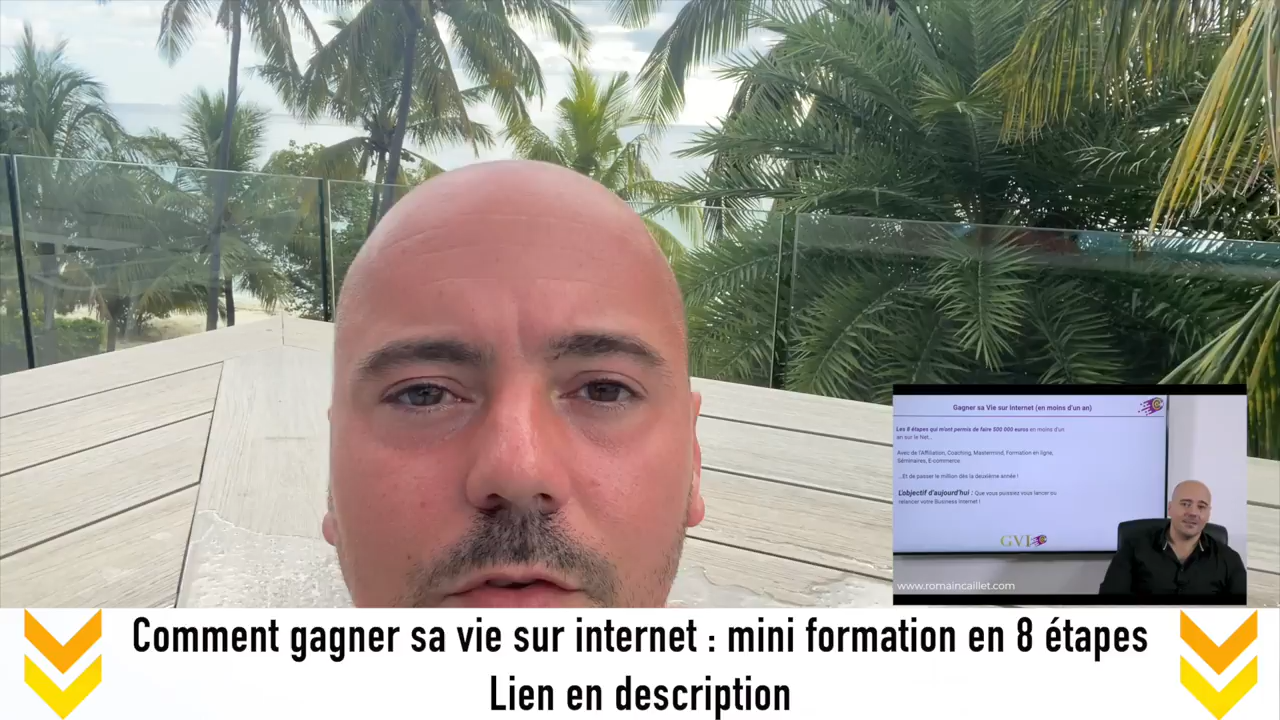 Gagner sa Vie sur Internet (en moins d'un an)
Les 8 étapes qui m'ont permis de faire 500 000 euros en moins d'un
an sur le Net...
Avec de l'Affiliation, Coaching, Mastermind, Formation en ligne,
Séminaires, E-commerce.
...Et de passer le million dès la deuxième année !
L'objectif d'aujourd'hui : Que vous puissiez vous lancer ou
relancer votre Business Internet !
GVI
www.romaincaillet.com
Comment gagner sa vie sur internet : mini formation en 8 étapes
Lien en description